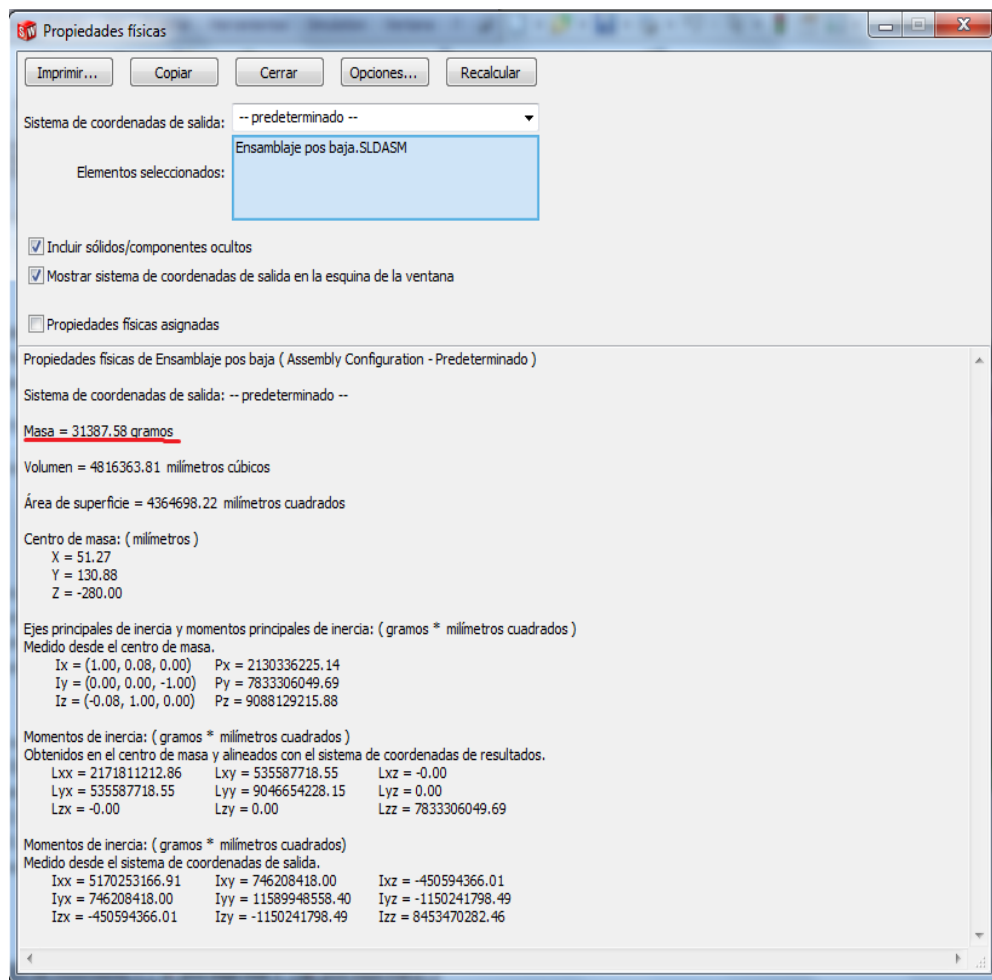 Propiedades físicas
Imprimir... Copiar Cerrar Opciones... Recalcular
Sistema de coordenadas de salida: -- predeterminado --
Ensamblaje pos baja.SLDASM
Elementos seleccionados:
Incluir sólidos/componentes ocultos
Mostrar sistema de coordenadas de salida en la esquina de la ventana
Propiedades físicas asignadas
Propiedades físicas de Ensamblaje pos baja ( Assembly Configuration - Predeterminado )
Sistema de coordenadas de salida: -- predeterminado --
Masa = 31387.58 gramos
Volumen = 4816363.81 milímetros cúbicos
Área de superficie = 4364698.22 milímetros cuadrados
Centro de masa: ( milímetros )
X = 51.27
Y = 130.88
Z = -280.00
Ejes principales de inercia y momentos principales de inercia: ( gramos * milímetros cuadrados )
Medido desde el centro de masa.
Ix = (1.00, 0.08, 0.00) Px = 2130336225.14
Iy = (0.00, 0.00, -1.00) Py = 7833306049.69
Iz = (-0.08, 1.00, 0.00) Pz = 9088129215.88
Momentos de inercia: ( gramos * milímetros cuadrados )
Obtenidos en el centro de masa y alineados con el sistema de coordenadas de resultados.
Lxx = 2171811212.86 Lxy = 535587718.55 Lxz = -0.00
Lyx = 535587718.55 Lyy = 9046654228.15 Lyz = 0.00
Lzx = -0.00 Lzy = 0.00 Lzz = 7833306049.69
Momentos de inercia: ( gramos * milímetros cuadrados)
Medido desde el sistema de coordenadas de salida.
Ixx = 5170253166.91 Ixy = 746208418.00 Ixz = -450594366.01
Iyx = 746208418.00 Iyy = 11589948558.40 Iyz = -1150241798.49
Izx = -450594366.01 Izy = -1150241798.49 Izz = 8453470282.46